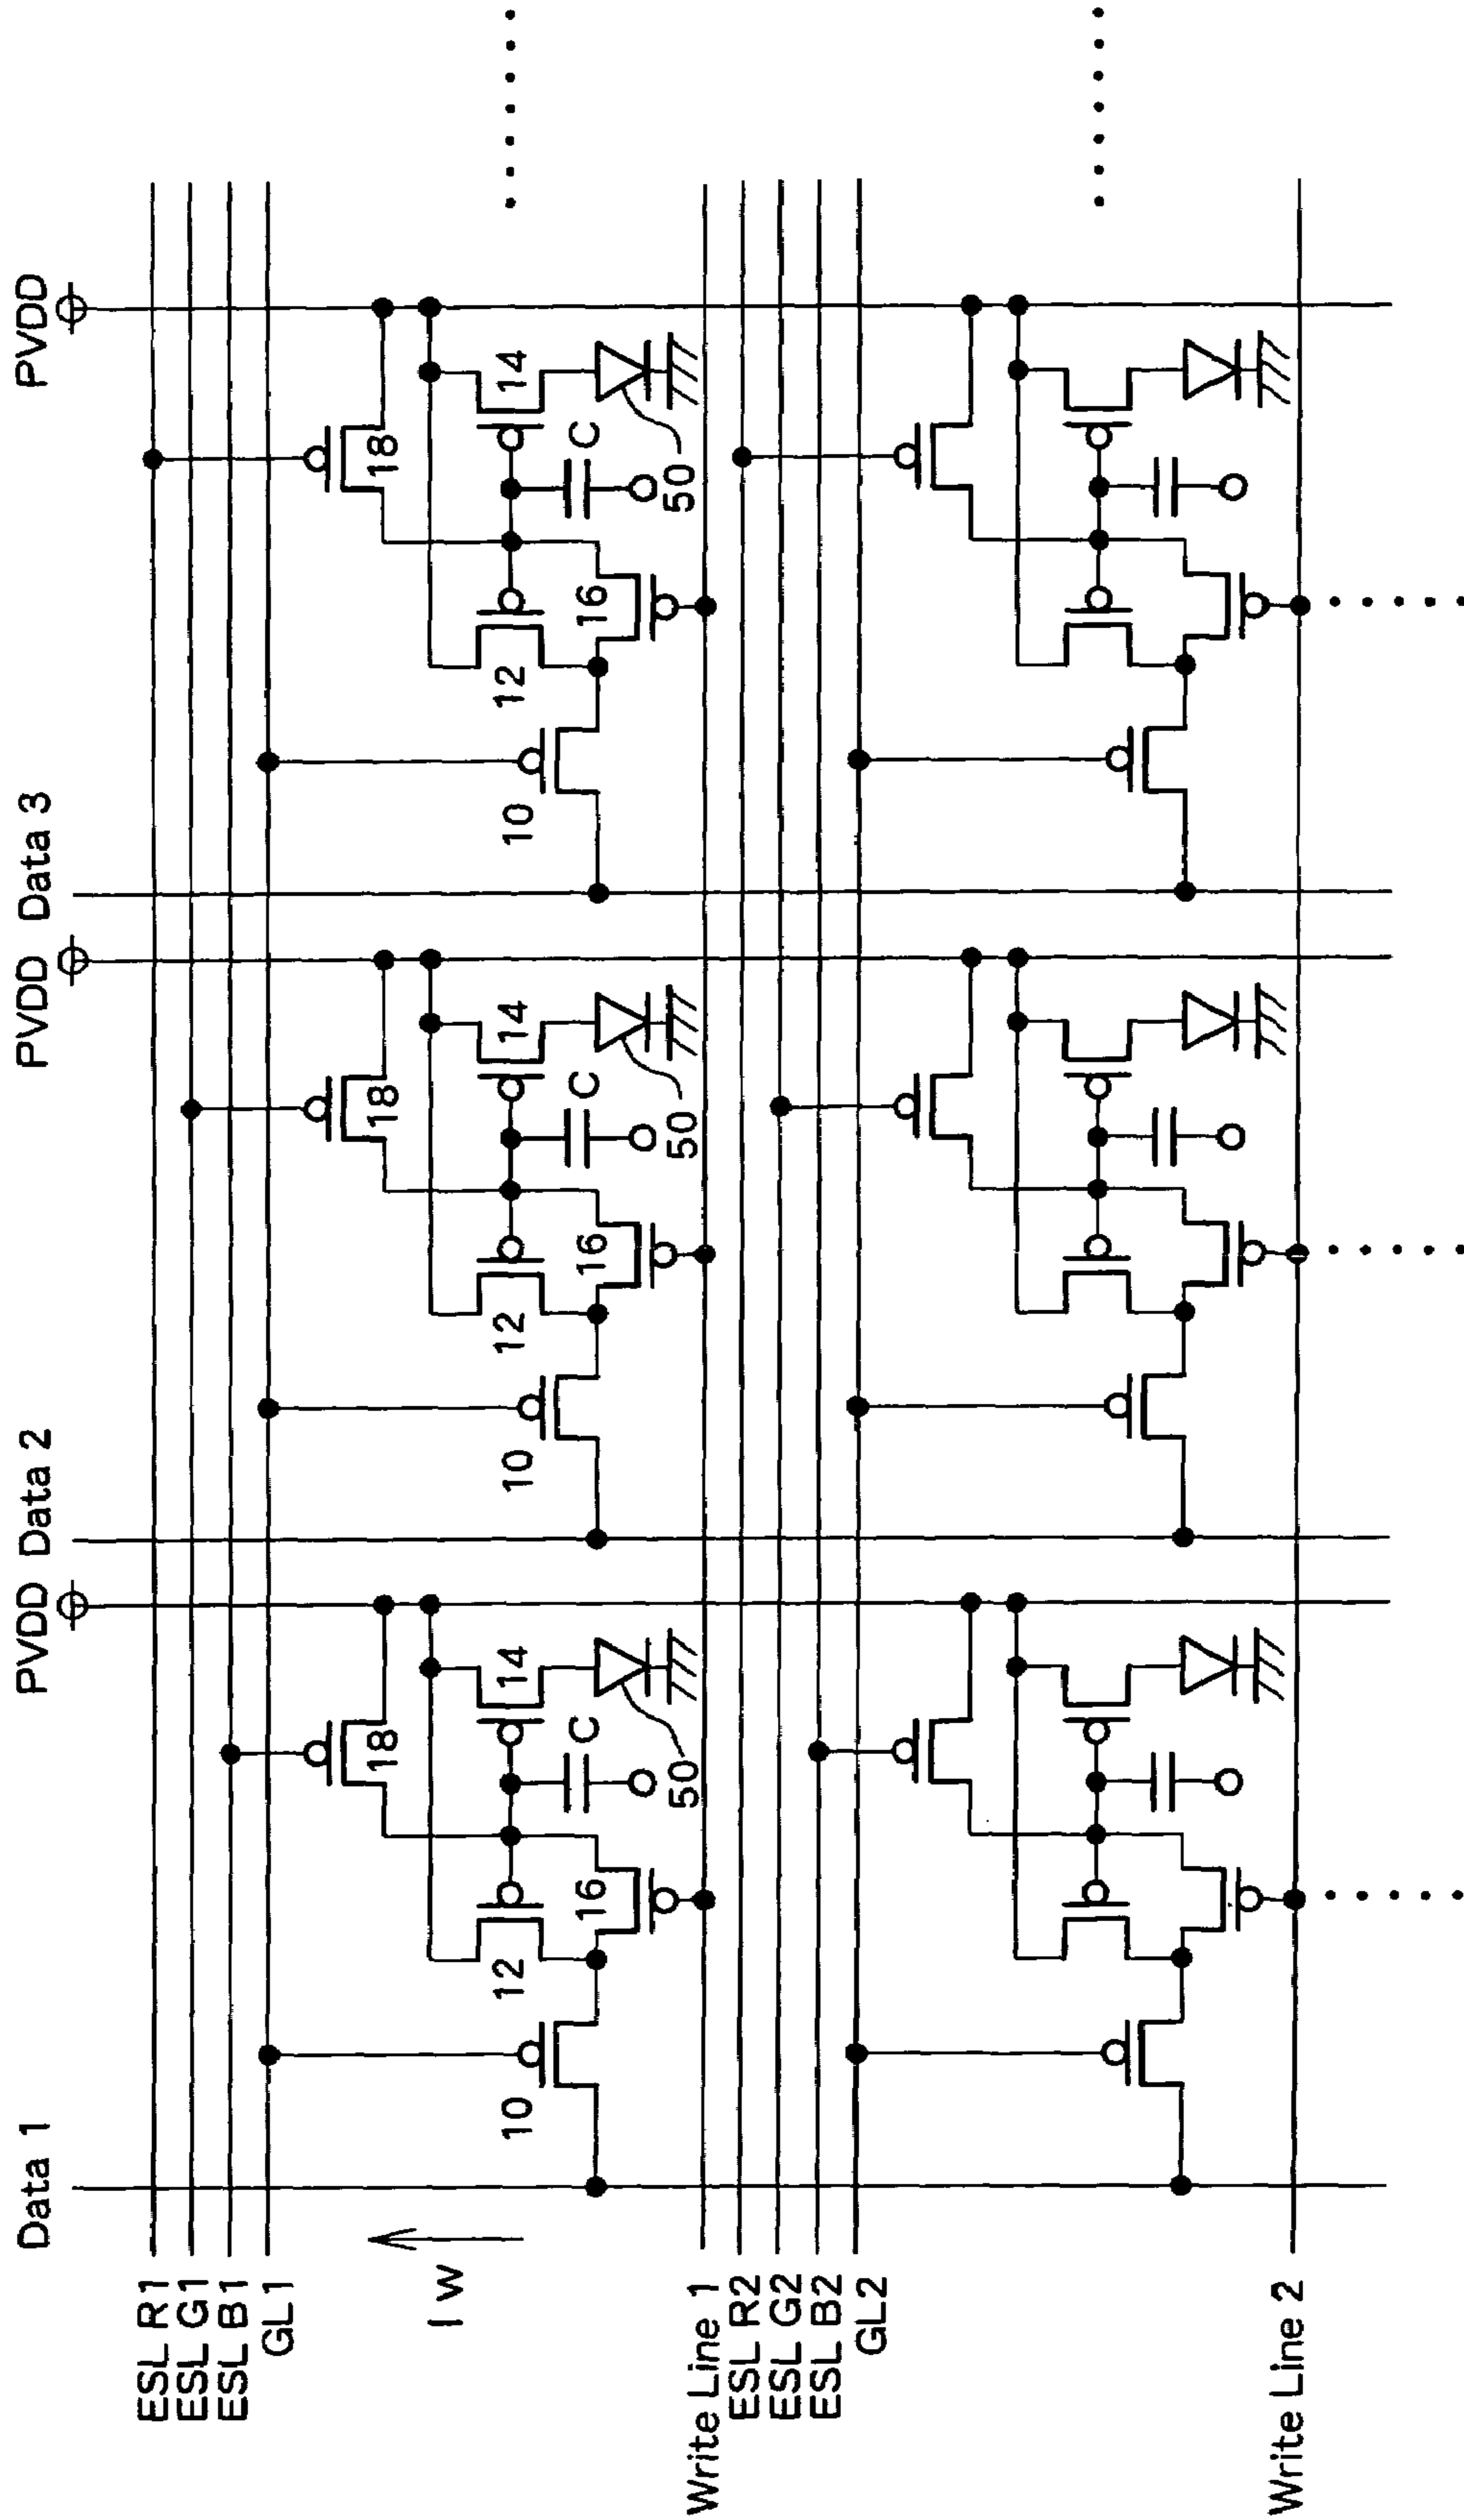 Data 1
PVDD Data 2
PVDD Data 3
PVDD
ESL R1
ESL G1
ESL B1
GL1
18
18
18
I w
10
12
14
10
12
14
10
12
14
16
C
16
C
16
C
50
50
50
Write Line 1
ESL R2
ESL G2
ESL B2
GL2
Write Line 2